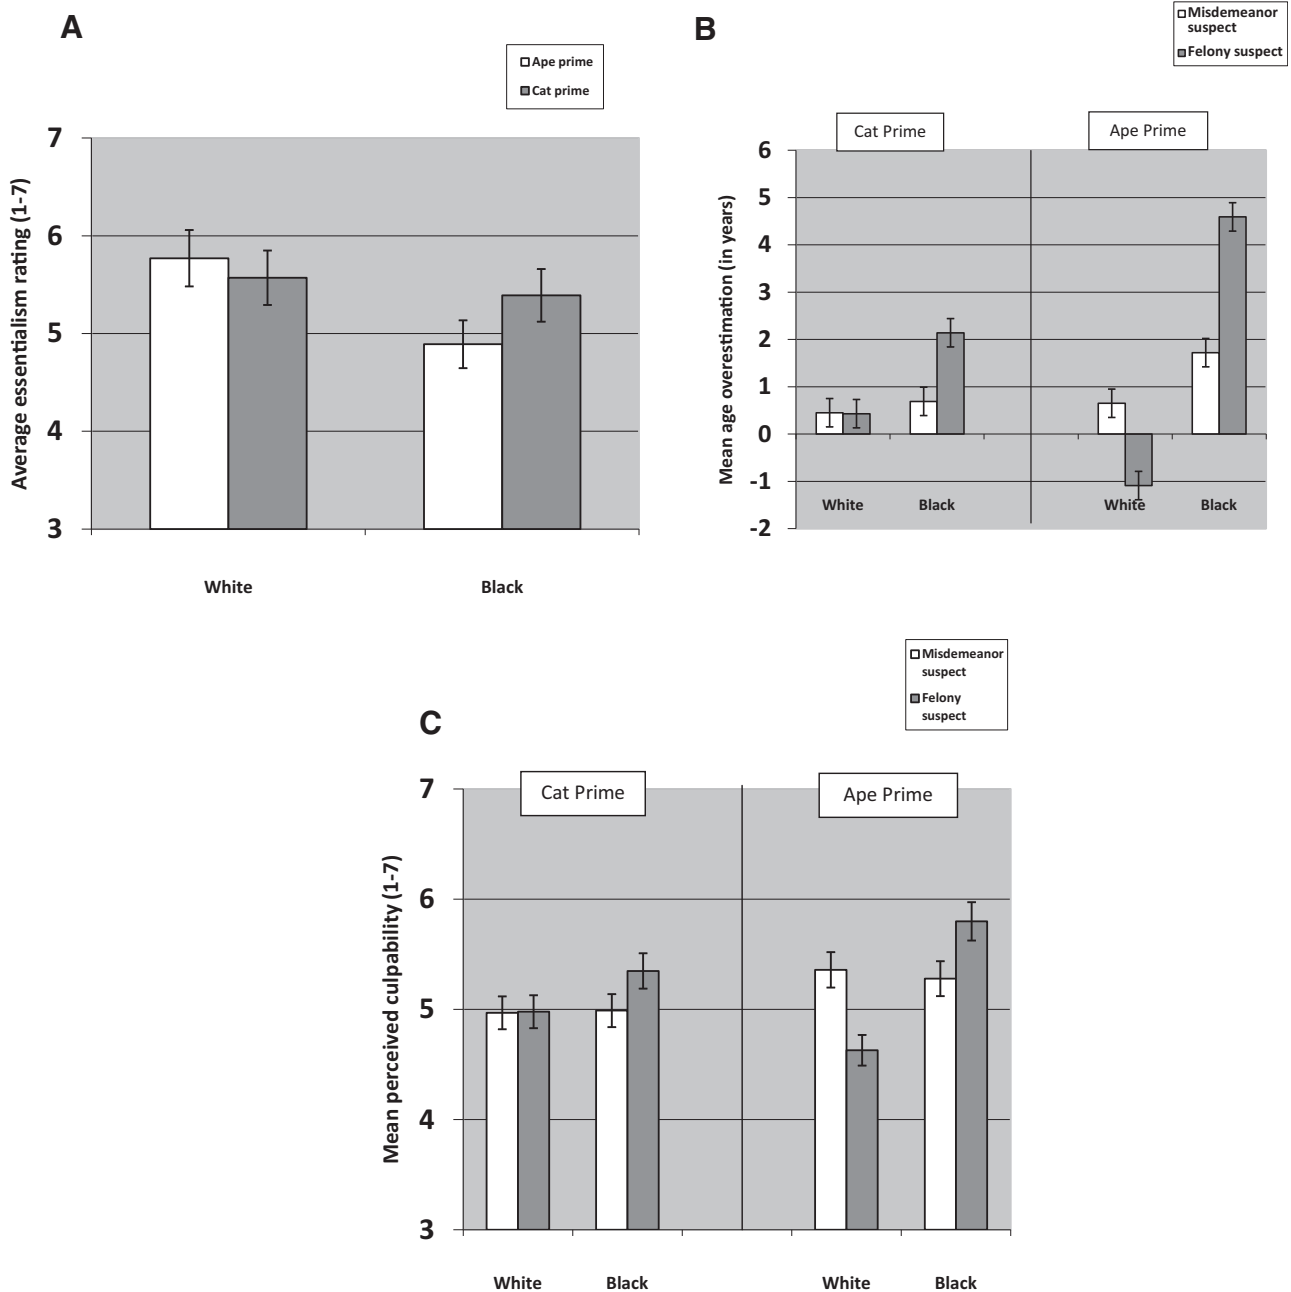 A
Ape prime
Cat prime
Average essentialism rating (1-7)
7
6
5
4
3
White
Black
B
Misdemeanor
suspect
Felony suspect
Cat Prime
Ape Prime
Mean age overestimation (in years)
6
5
4
3
2
1
0
-1
-2
White
Black
White
Black
C
Misdemeanor
suspect
Felony
suspect
Cat Prime
Ape Prime
Mean perceived culpability (1-7)
7
6
5
4
3
White
Black
White
Black